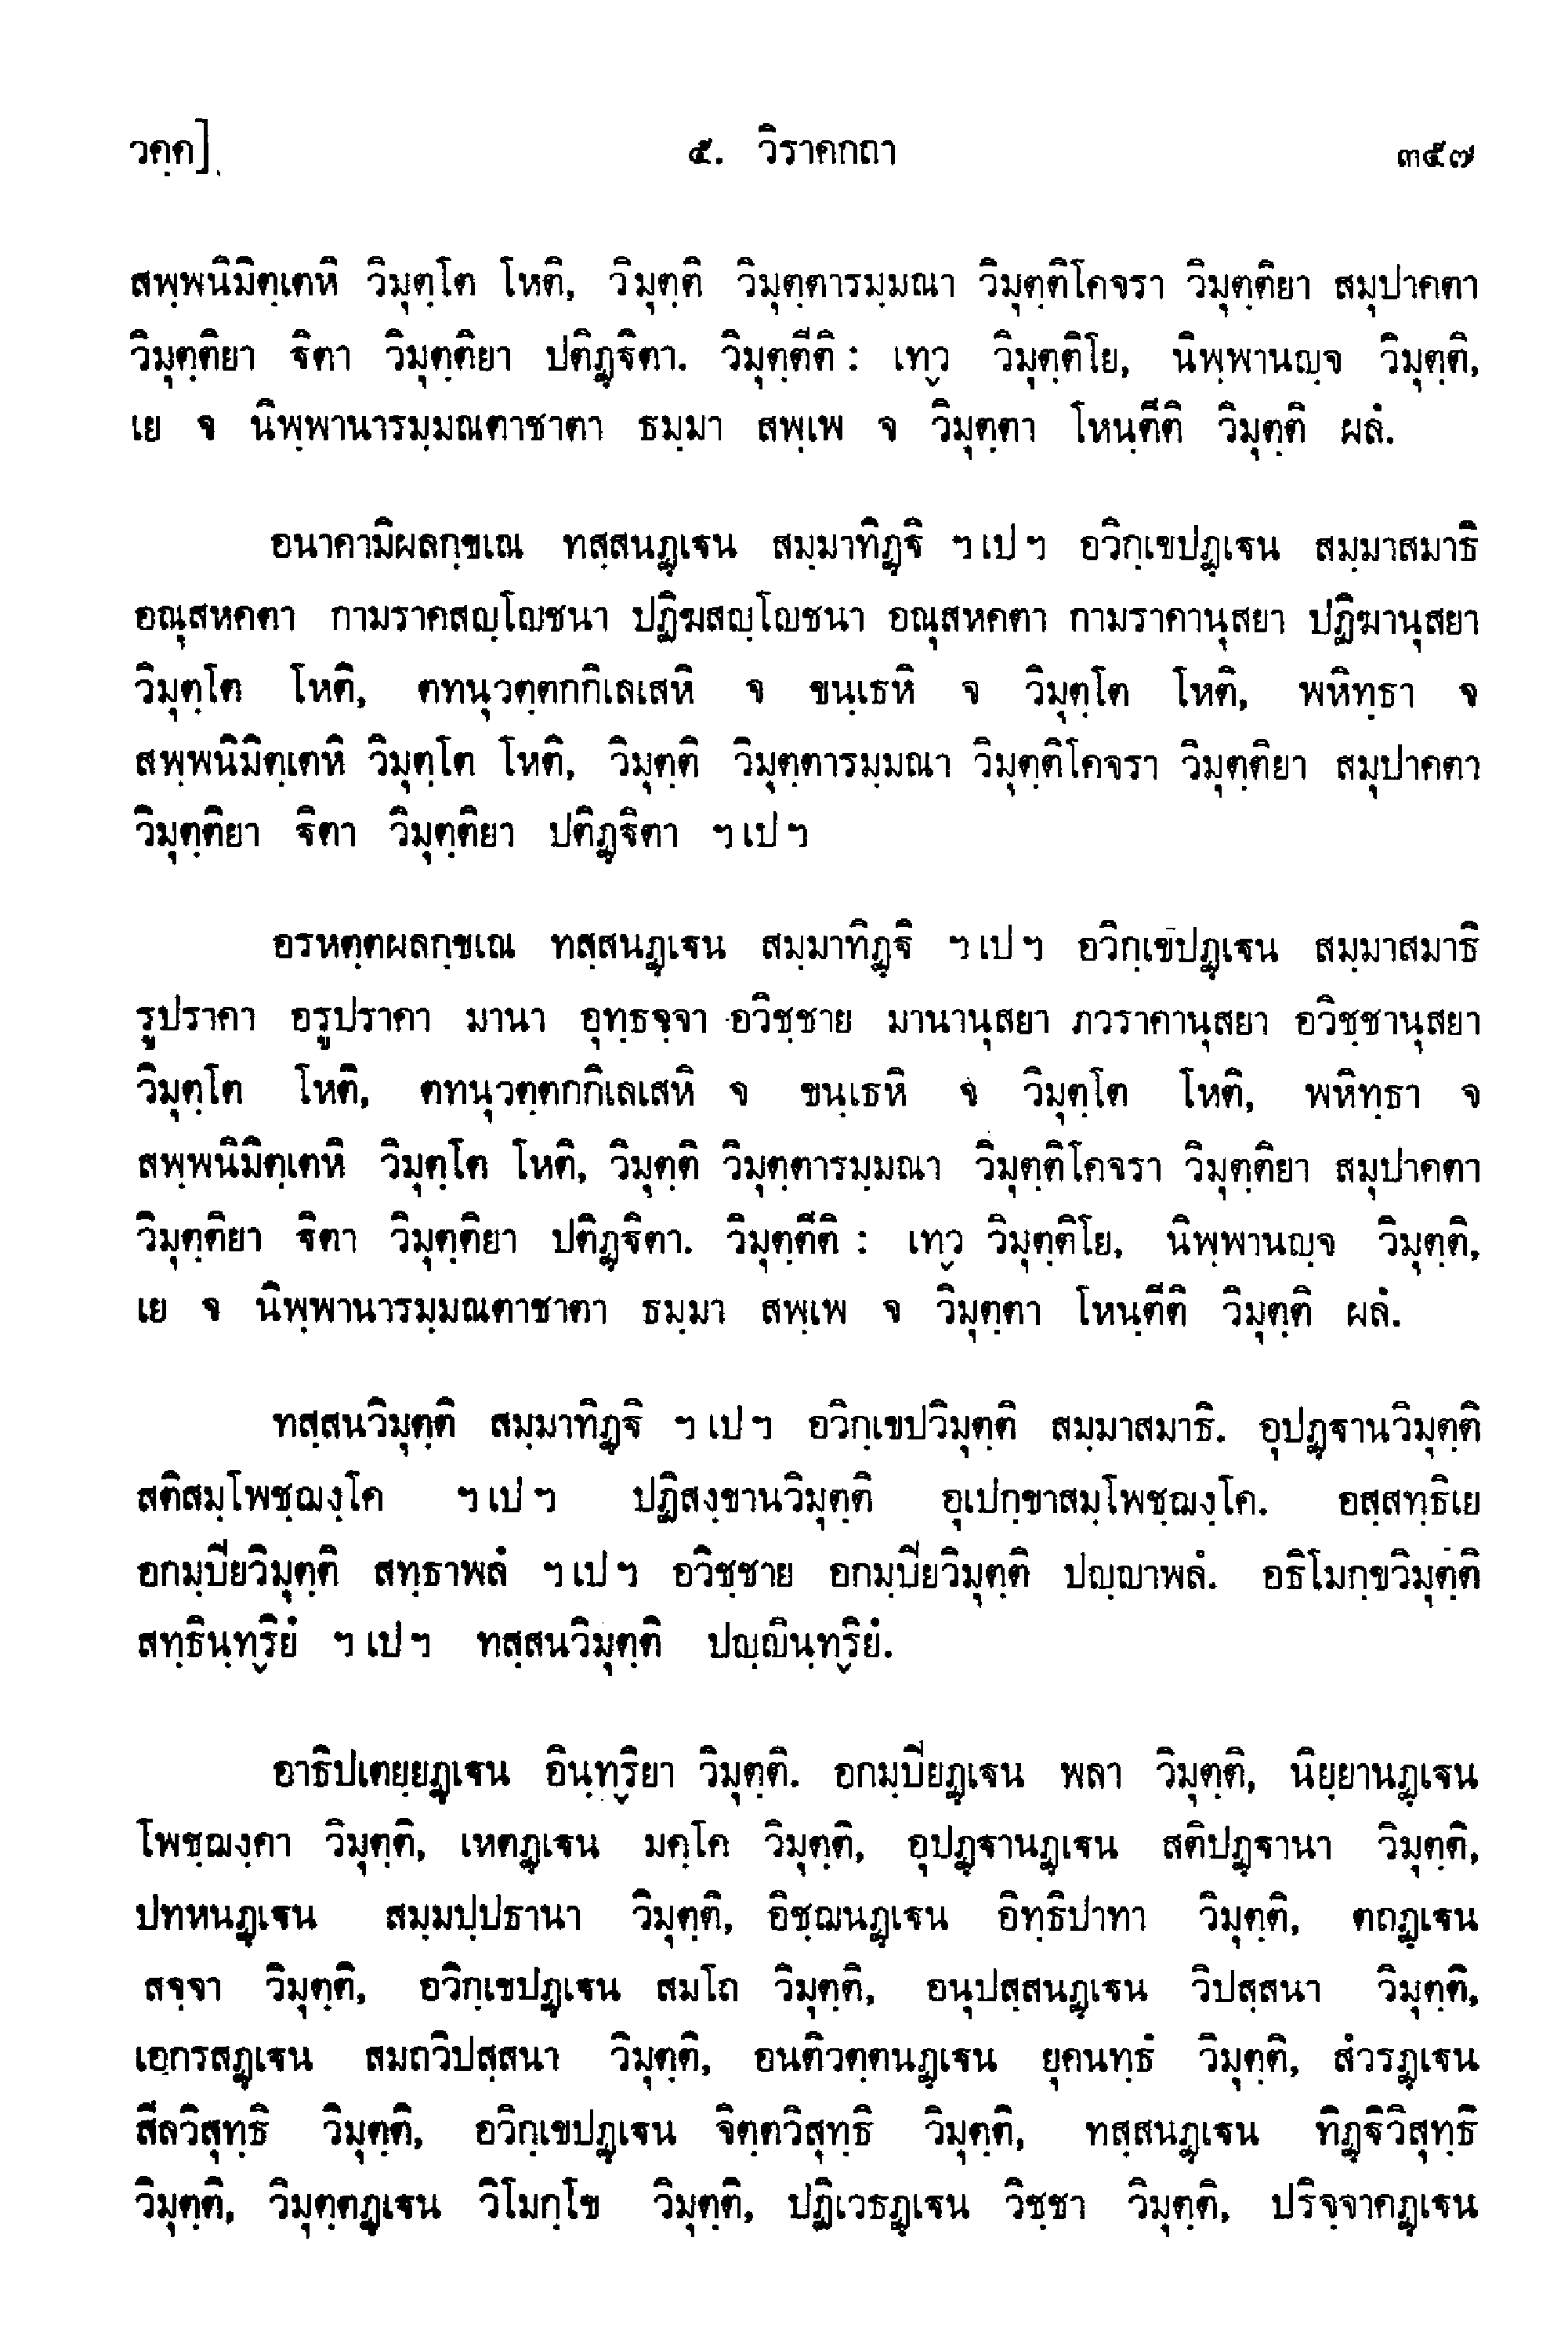 วคฺค]
๕. วิราคกถา
๓๕๗
สพฺพนิมิตฺเตหิ วิมุตฺโต โหติ, วิมุตฺติ วิมุตฺตารมฺมณา วิมุตฺติโคจรา วิมุตฺติยา สมุปาคตา
วิมุตฺติยา ฐิตา วิมุตฺติยา ปติฏฺฐิตา. วิมุตฺตีติ : เทฺว วิมุตฺติโย, นิพฺพานญฺจ วิมุตฺติ,
เย จ นิพฺพานารมฺมณตาชาตา ธมฺมา สพฺเพ จ วิมุตฺตา โหนฺตีติ วิมุตฺติ ผลํ.
อนาคามิผลกฺขเณ ทสฺสนฏฺเฐน สมฺมาทิฏฺฐิ ฯเปฯ อวิกฺเขปฏฺเฐน สมฺมาสมาธิ
อณุสหคตา กามราคสญฺโญชนา ปฏิฆสญฺโญชนา อณุสหคตา กามราคานุสยา ปฏิฆานุสยา
วิมุตฺโต โหติ, ตทนุวตฺตกกิเลเสหิ จ ขนฺเธหิ จ วิมุตฺโต โหติ, พหิทฺธา จ
สพฺพนิมิตฺเตหิ วิมุตฺโต โหติ, วิมุตฺติ วิมุตฺตารมฺมณา วิมุตฺติโคจรา วิมุตฺติยา สมุปาคตา
วิมุตฺติยา ฐิตา วิมุตฺติยา ปติฏฺฐิตา ฯเปฯ
อรหตฺตผลกฺขเณ ทสฺสนฏฺเฐน สมฺมาทิฏฺฐิ ฯเปฯ อวิกฺเขปฏฺเฐน สมฺมาสมาธิ
รูปราคา อรูปราคา มานา อุทฺธจฺจา อวิชฺชาย มานานุสยา ภวราคานุสยา อวิชฺชานุสยา
วิมุตฺโต โหติ, ตทนุวตฺตกกิเลเสหิ จ ขนฺเธหิ จ วิมุตฺโต โหติ, พหิทฺธา จ
สพฺพนิมิตฺเตหิ วิมุตฺโต โหติ, วิมุตฺติ วิมุตฺตารมฺมณา วิมุตฺติโคจรา วิมุตฺติยา สมุปาคตา
วิมุตฺติยา ฐิตา วิมุตฺติยา ปติฏฺฐิตา. วิมุตฺตีติ : เทฺว วิมุตฺติโย, นิพฺพานญฺจ วิมุตฺติ,
เย จ นิพฺพานารมฺมณตาชาตา ธมฺมา สพฺเพ จ วิมุตฺตา โหนฺตีติ วิมุตฺติ ผลํ.
ทสฺสนวิมุตฺติ สมฺมาทิฏฺฐิ ฯเปฯ อวิกฺเขปวิมุตฺติ สมฺมาสมาธิ. อุปฏฺฐานวิมุตฺติ
สติสมฺโพชฺฌงฺโค ฯเปฯ ปฏิสงฺขานวิมุตฺติ อุเปกฺขาสมฺโพชฺฌงฺโค. อสฺสทฺธิเย
อกมฺปิยวิมุตฺติ สทฺธาพลํ ฯเปฯ อวิชฺชาย อกมฺปิยวิมุตฺติ ปญฺญาพลํ. อธิโมกฺขวิมุตฺติ
สทฺธินฺทฺริยํ ฯเปฯ ทสฺสนวิมุตฺติ ปญฺญินฺทฺริยํ.
อาธิปเตยฺยฏฺเฐน อินฺทฺริยา วิมุตฺติ. อกมฺปิยฏฺเฐน พลา วิมุตฺติ, นิยฺยานฏฺเฐน
โพชฺฌงฺคา วิมุตฺติ, เหตฏฺเฐน มคฺโค วิมุตฺติ, อุปฏฺฐานฏฺเฐน สติปฏฺฐานา วิมุตฺติ,
ปทหนฏฺเฐน สมฺมปฺปธานา วิมุตฺติ, อิชฺฌนฏฺเฐน อิทฺธิปาทา วิมุตฺติ, ตถฏฺเฐน
สจฺจา วิมุตฺติ, อวิกฺเขปฏฺเฐน สมโถ วิมุตฺติ, อนุปสฺสนฏฺเฐน วิปสฺสนา วิมุตฺติ,
เอกรสฏฺเฐน สมถวิปสฺสนา วิมุตฺติ, อนติวตฺตนฏฺเฐน ยุคนทฺธํ วิมุตฺติ, สํวรฏฺเฐน
สีลวิสุทฺธิ วิมุตฺติ, อวิกฺเขปฏฺเฐน จิตฺตวิสุทฺธิ วิมุตฺติ, ทสฺสนฏฺเฐน ทิฏฺฐิวิสุทฺธิ
วิมุตฺติ, วิมุตฺตฏฺเฐน วิโมกฺโข วิมุตฺติ, ปฏิเวธฏฺเฐน วิชฺชา วิมุตฺติ, ปริจฺจาคฏฺเฐน